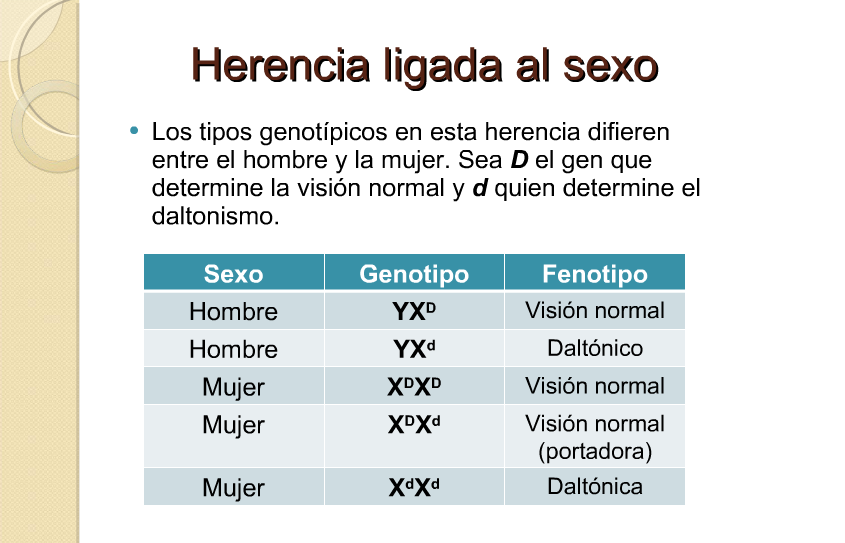 Herencia ligada al sexo
• Los tipos genotípicos en esta herencia difieren
entre el hombre y la mujer. Sea D el gen que
determine la visión normal y d quien determine el
daltonismo.
Sexo Genotipo Fenotipo
Hombre YXᴰ Visión normal
Hombre YXᵈ Daltónico
Mujer XᴰXᴰ Visión normal
Mujer XᴰXᵈ Visión normal
(portadora)
Mujer XᵈXᵈ Daltónica